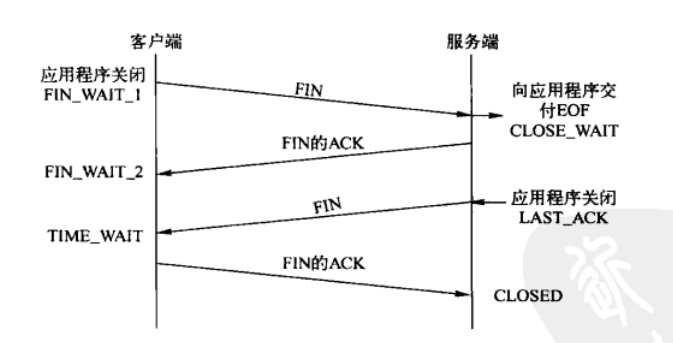 客户端
服务端
应用程序关闭
FIN_WAIT_1
FIN
向应用程序交
付EOF
CLOSE_WAIT
FIN的ACK
FIN_WAIT_2
应用程序关闭
LAST_ACK
FIN
TIME_WAIT
FIN的ACK
CLOSED